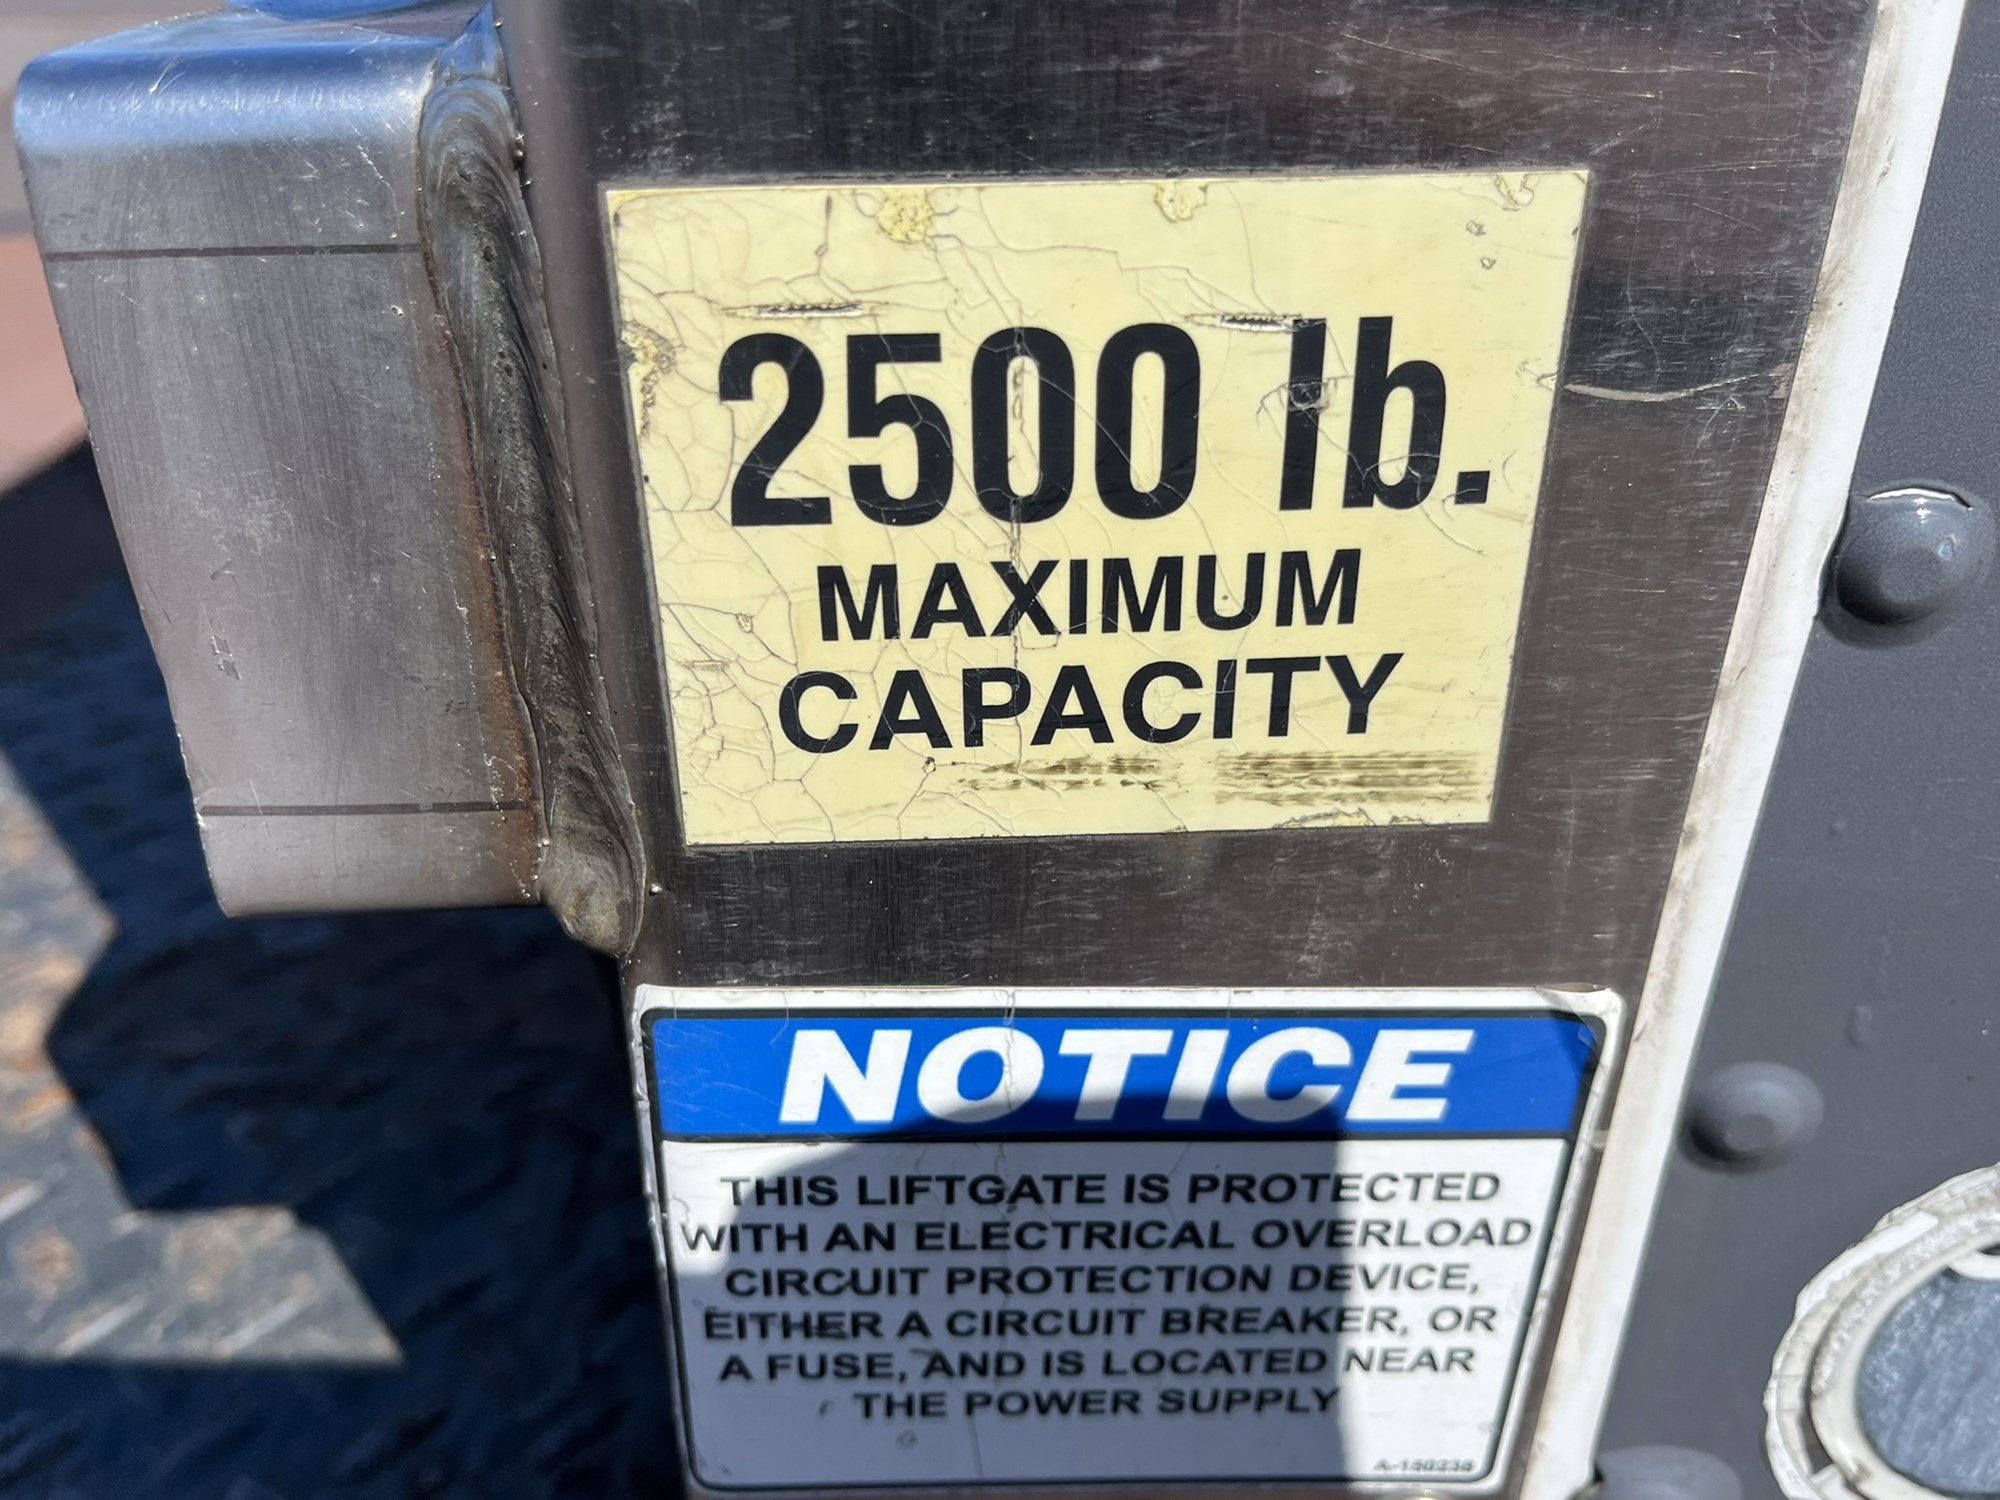 2500 lb.
MAXIMUM
CAPACITY
NOTICE
THIS LIFTGATE IS PROTECTED
WITH AN ELECTRICAL OVERLOAD
CIRCUIT PROTECTION DEVICE,
EITHER A CIRCUIT BREAKER, OR
A FUSE, AND IS LOCATED NEAR
THE POWER SUPPLY
A-150238